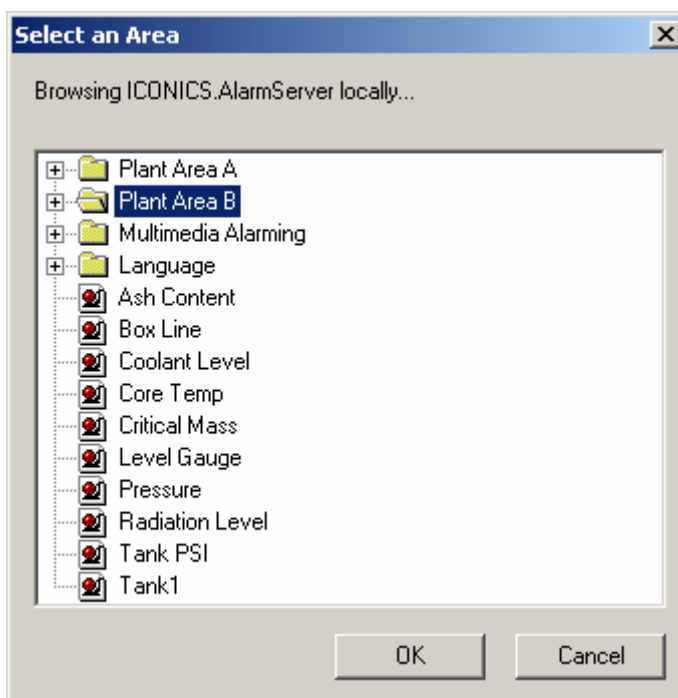 Select an Area
Browsing ICONICS.AlarmServer locally...
Plant Area A
Plant Area B
Multimedia Alarming
Language
Ash Content
Box Line
Coolant Level
Core Temp
Critical Mass
Level Gauge
Pressure
Radiation Level
Tank PSI
Tank1
OK Cancel